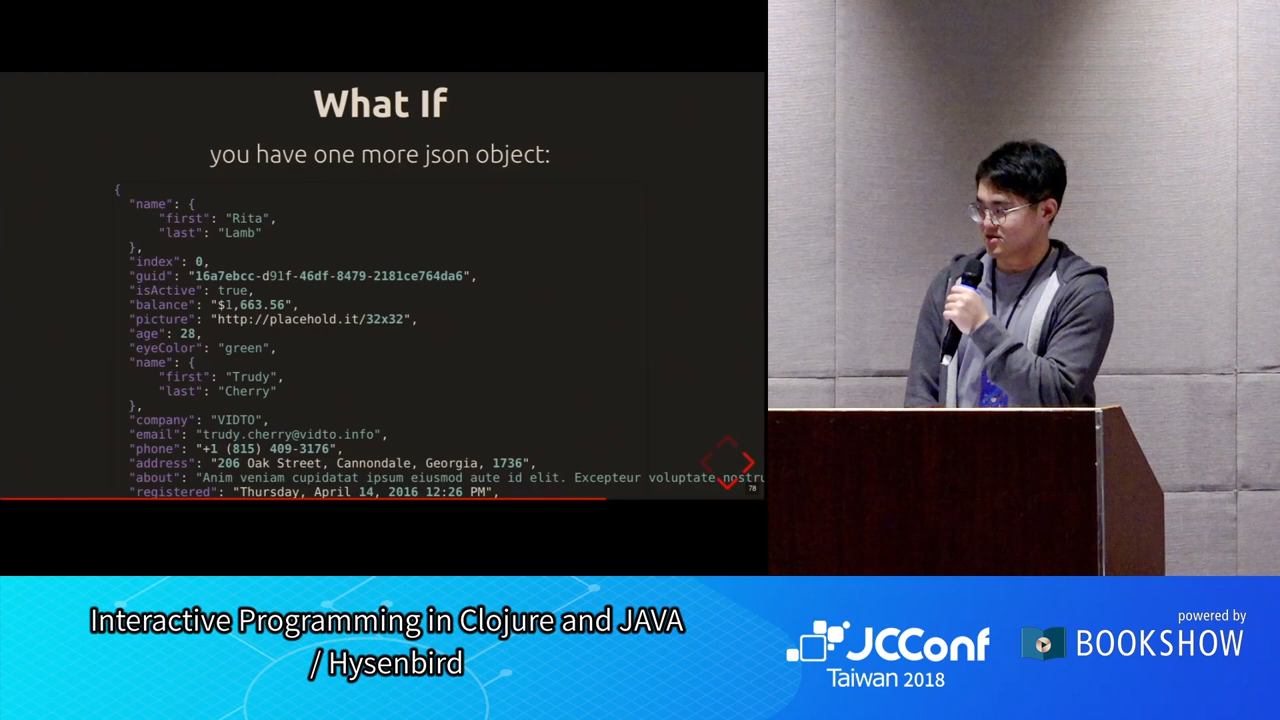 What If
you have one more json object:
{
"name": {
"first": "Rita",
"last": "Lamb"
},
"index": 0,
"guid": "16a7ebcc-d91f-46df-8479-2181ce764da6",
"isActive": true,
"balance": "$1,663.56",
"picture": "http://placehold.it/32x32",
"age": 28,
"eyeColor": "green",
"name": {
"first": "Trudy",
"last": "Cherry"
},
"company": "VIDTO",
"email": "trudy.cherry@vidto.info",
"phone": "+1 (815) 409-3176",
"address": "206 Oak Street, Cannondale, Georgia, 1736",
"about": "Anim veniam cupidatat ipsum eiusmod aute id elit. Excepteur voluptate nostru
"registered": "Thursday, April 14, 2016 12:26 PM",
78
Interactive Programming in Clojure and JAVA
/ Hysenbird
JCConf
Taiwan 2018
powered by
BOOKSHOW